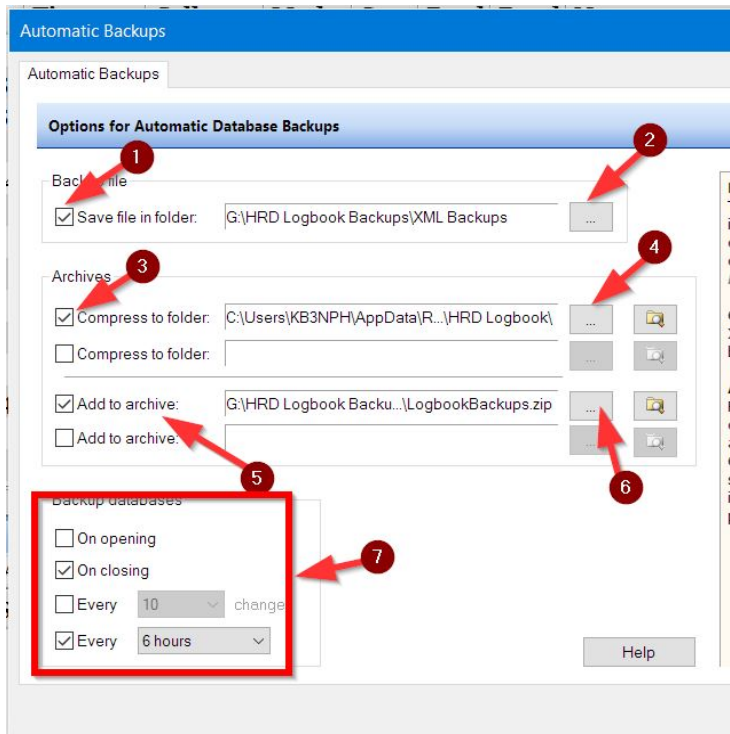 Automatic Backups
Automatic Backups
Options for Automatic Database Backups
1
2
Save file in folder: G:\HRD Logbook Backups\XML Backups ...
3
4
Archives
Compress to folder: C:\Users\KB3NPH\AppData\R...\HRD Logbook\ ...
Compress to folder: ...
Add to archive: G:\HRD Logbook Backu...\LogbookBackups.zip ...
Add to archive: ...
5
6
Backup databases
7
On opening
On closing
Every 10 change
Every 6 hours
Help